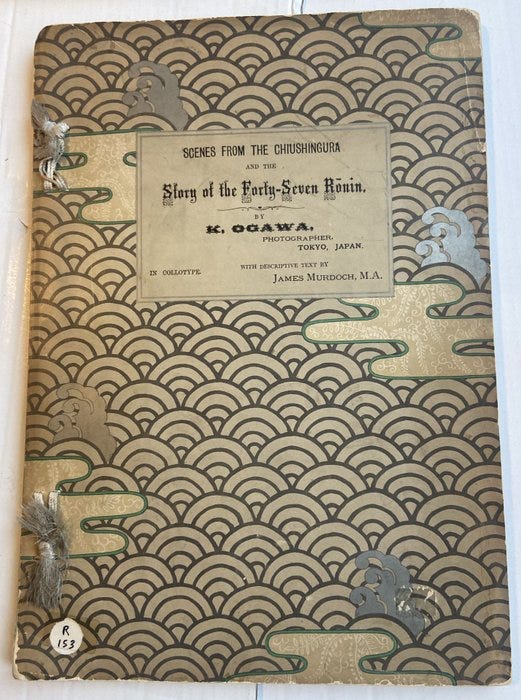 SCENES FROM THE CHIUSHINGURA
AND THE
Story of the Forty-Seven Rōnin.
BY
K. OGAWA,
PHOTOGRAPHER,
TOKYO, JAPAN.
IN COLLOTYPE.
WITH DESCRIPTIVE TEXT BY
JAMES MURDOCH, M.A.
R
153